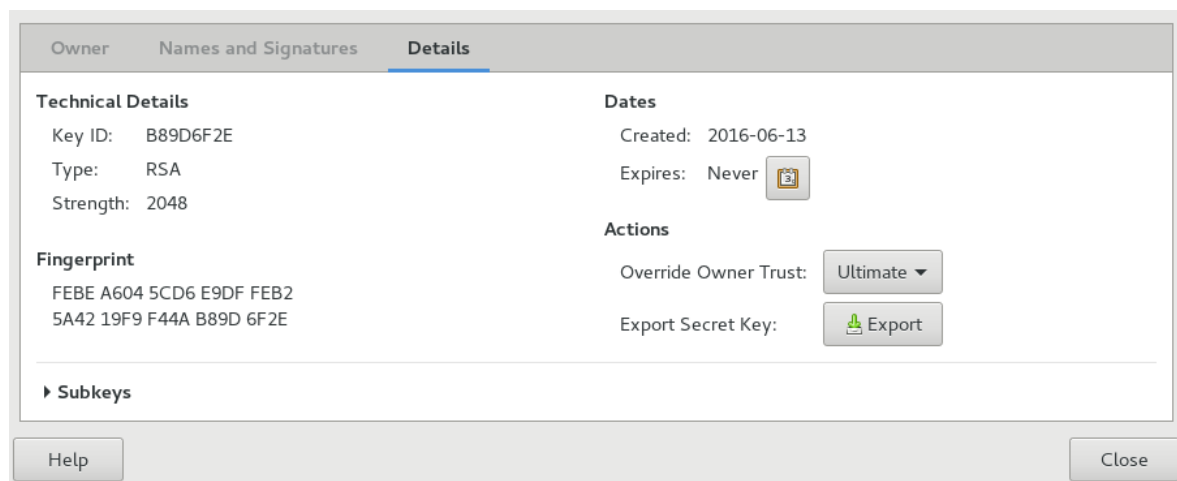 Owner Names and Signatures Details
Technical Details
Key ID: B89D6F2E
Type: RSA
Strength: 2048
Fingerprint
FEBE A604 5CD6 E9DF FEB2
5A42 19F9 F44A B89D 6F2E
Dates
Created: 2016-06-13
Expires: Never
Actions
Override Owner Trust: Ultimate
Export Secret Key: Export
Subkeys
Help Close